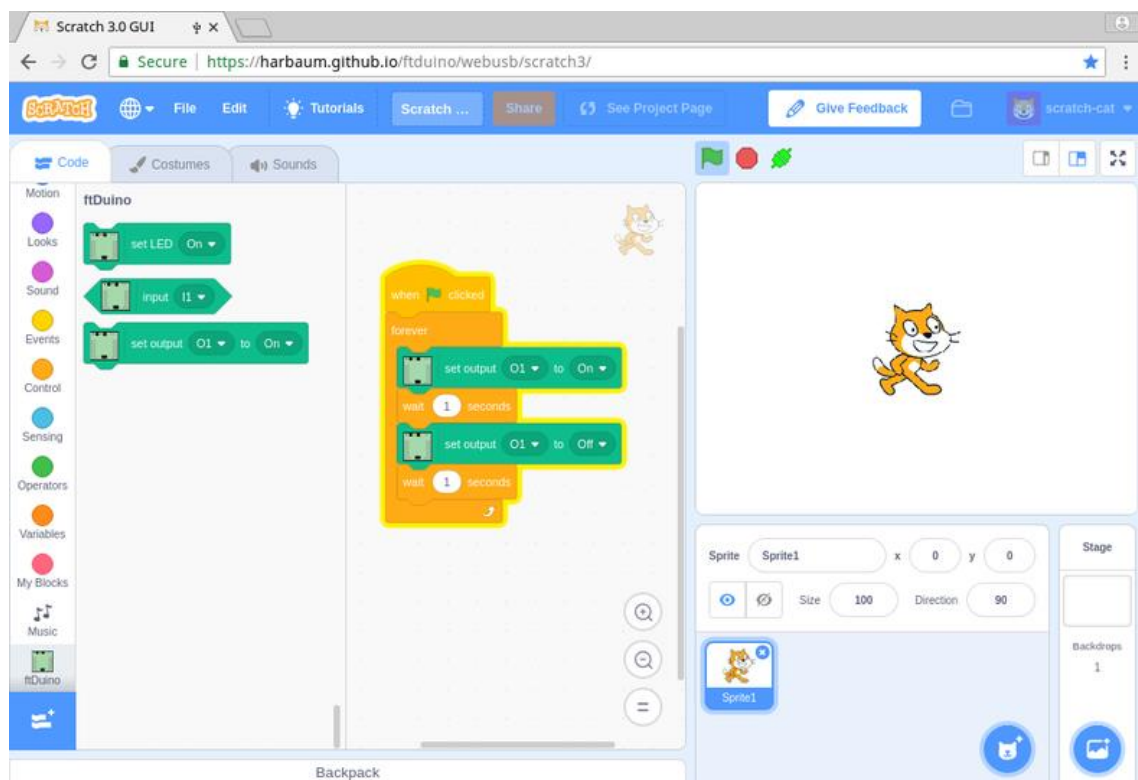 Scratch 3.0 GUI
Secure | https://harbaum.github.io/ftduino/webusb/scratch3/
SCRATCH File Edit Tutorials Scratch ... Share See Project Page Give Feedback scratch-cat
Code Costumes Sounds
Motion
Looks
Sound
Events
Control
Sensing
Operators
Variables
My Blocks
Music
ftDuino
ftDuino
set LED On
input I1
set output O1 to On
when clicked
forever
set output O1 to On
wait 1 seconds
set output O1 to Off
wait 1 seconds
Backpack
Sprite Sprite1 x 0 y 0
Size 100 Direction 90
Sprite1
Stage
Backdrops
1